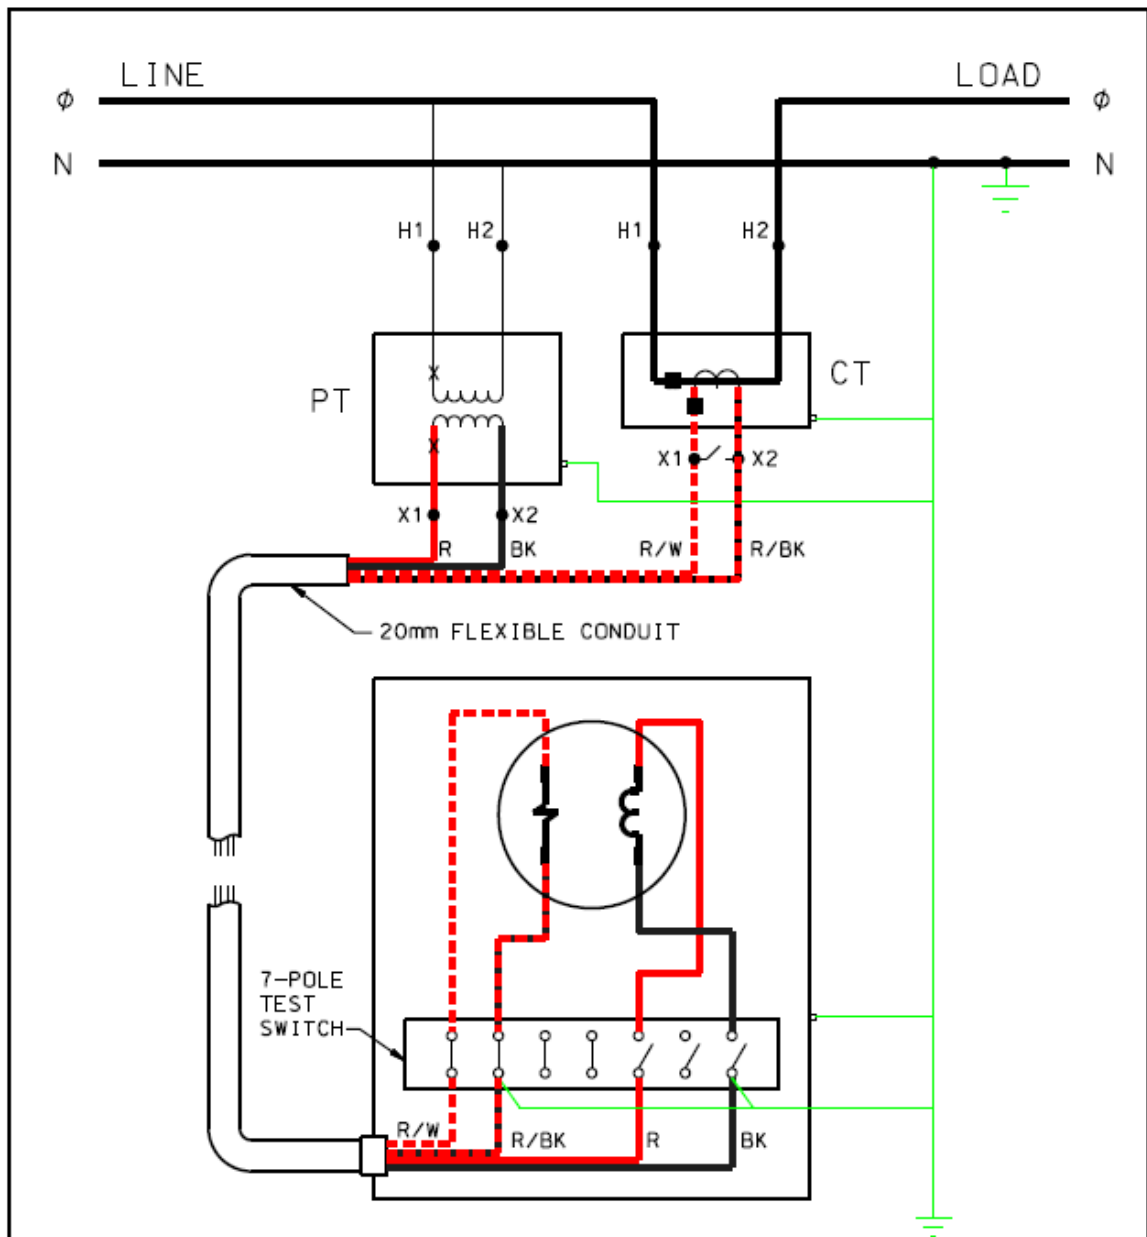 LINE LOAD
Ø Ø
N N
H1 H2 H1 H2
PT CT
X X
X1 X2
X1 X2
R BK R/W R/BK
20mm FLEXIBLE CONDUIT
7-POLE
TEST
SWITCH
R/W R/BK R BK